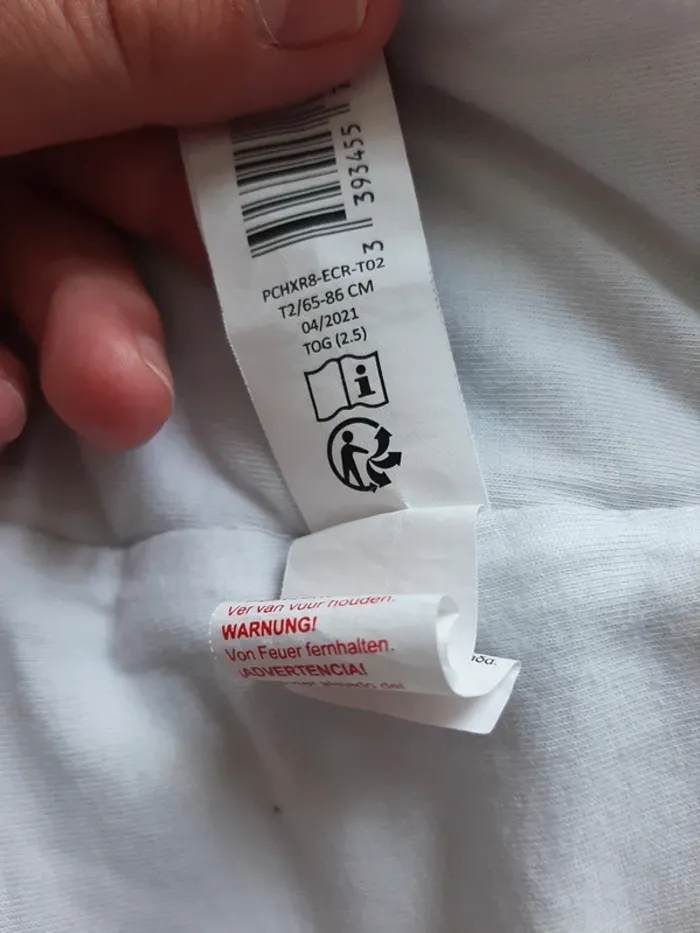 3 393455
PCHXR8-ECR-T02
T2/65-86 CM
04/2021
TOG (2.5)
i
Ver van vuur houden.
WARNUNG!
Von Feuer fernhalten.
¡ADVERTENCIA!